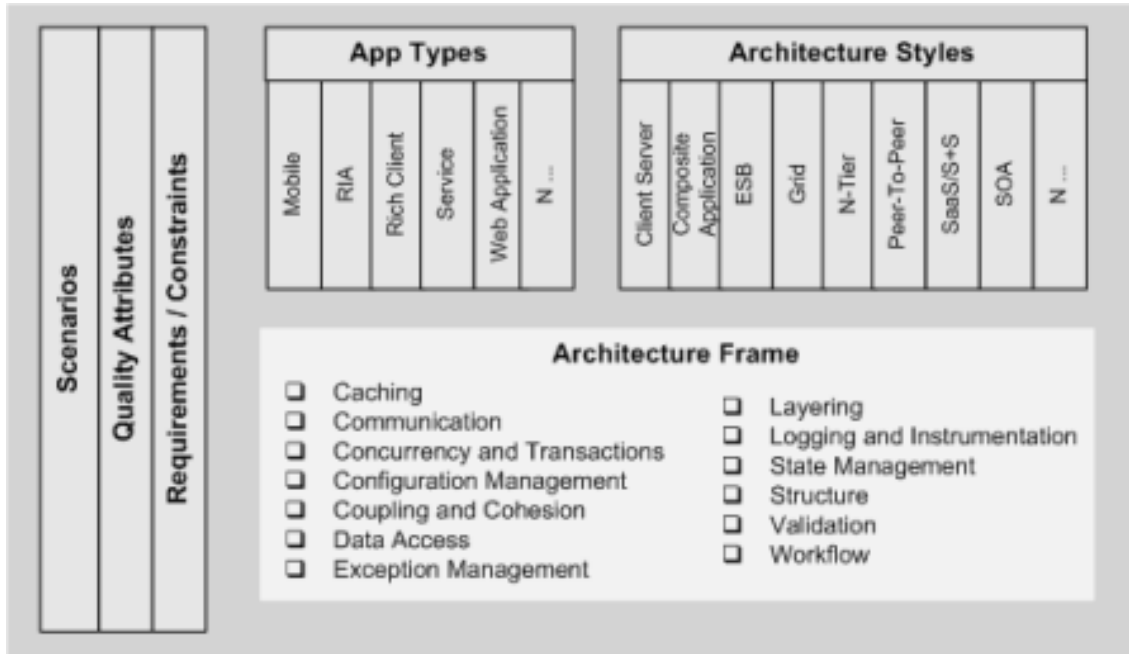 Scenarios
Quality Attributes
Requirements / Constraints
App Types
Mobile
RIA
Rich Client
Service
Web Application
N ...
Architecture Styles
Client Server
Composite
Application
ESB
Grid
N-Tier
Peer-To-Peer
SaaS/S+S
SOA
N ...
Architecture Frame
Caching
Communication
Concurrency and Transactions
Configuration Management
Coupling and Cohesion
Data Access
Exception Management
Layering
Logging and Instrumentation
State Management
Structure
Validation
Workflow